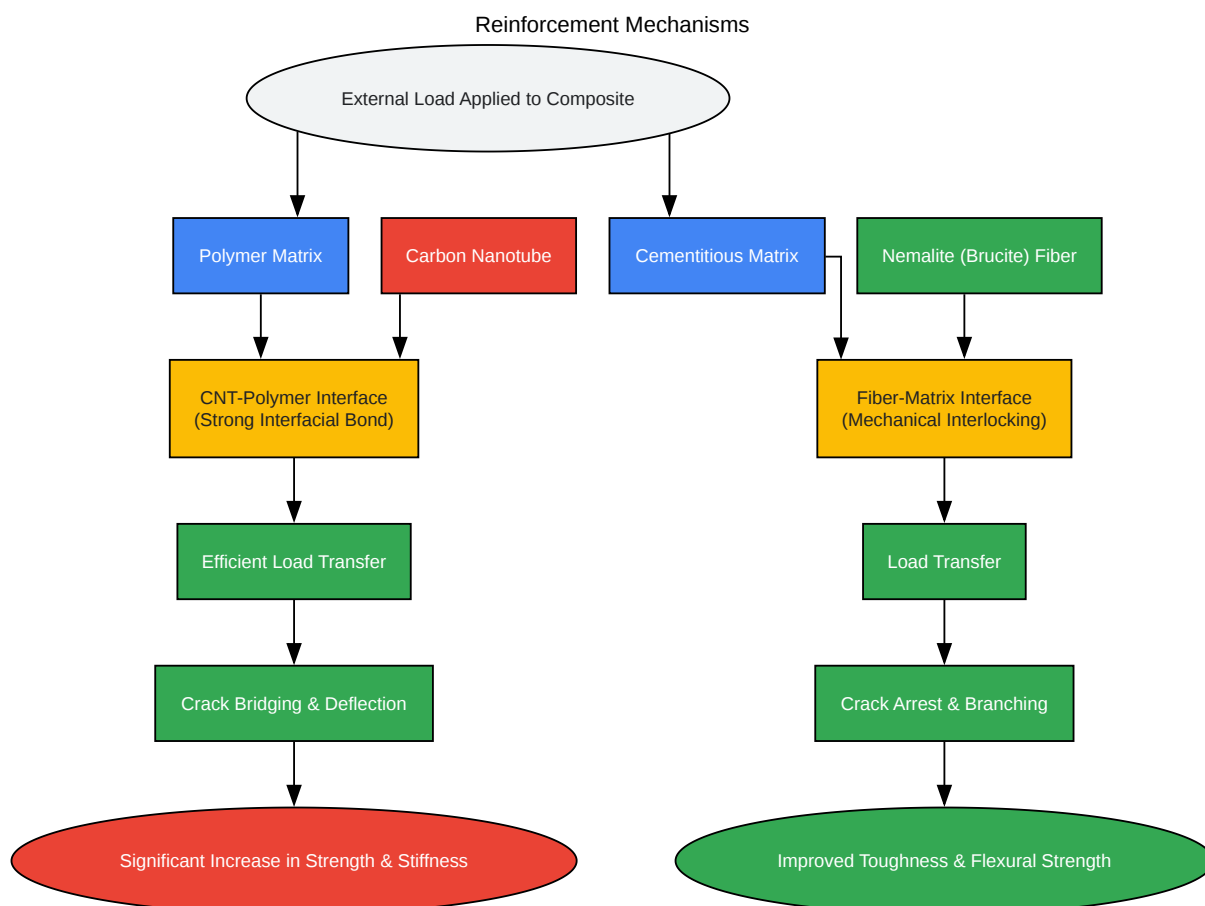 Reinforcement Mechanisms
External Load Applied to Composite
Polymer Matrix
Carbon Nanotube
Cementitious Matrix
Nemalite (Brucite) Fiber
CNT-Polymer Interface
(Strong Interfacial Bond)
Fiber-Matrix Interface
(Mechanical Interlocking)
Efficient Load Transfer
Load Transfer
Crack Bridging & Deflection
Crack Arrest & Branching
Significant Increase in Strength & Stiffness
Improved Toughness & Flexural Strength